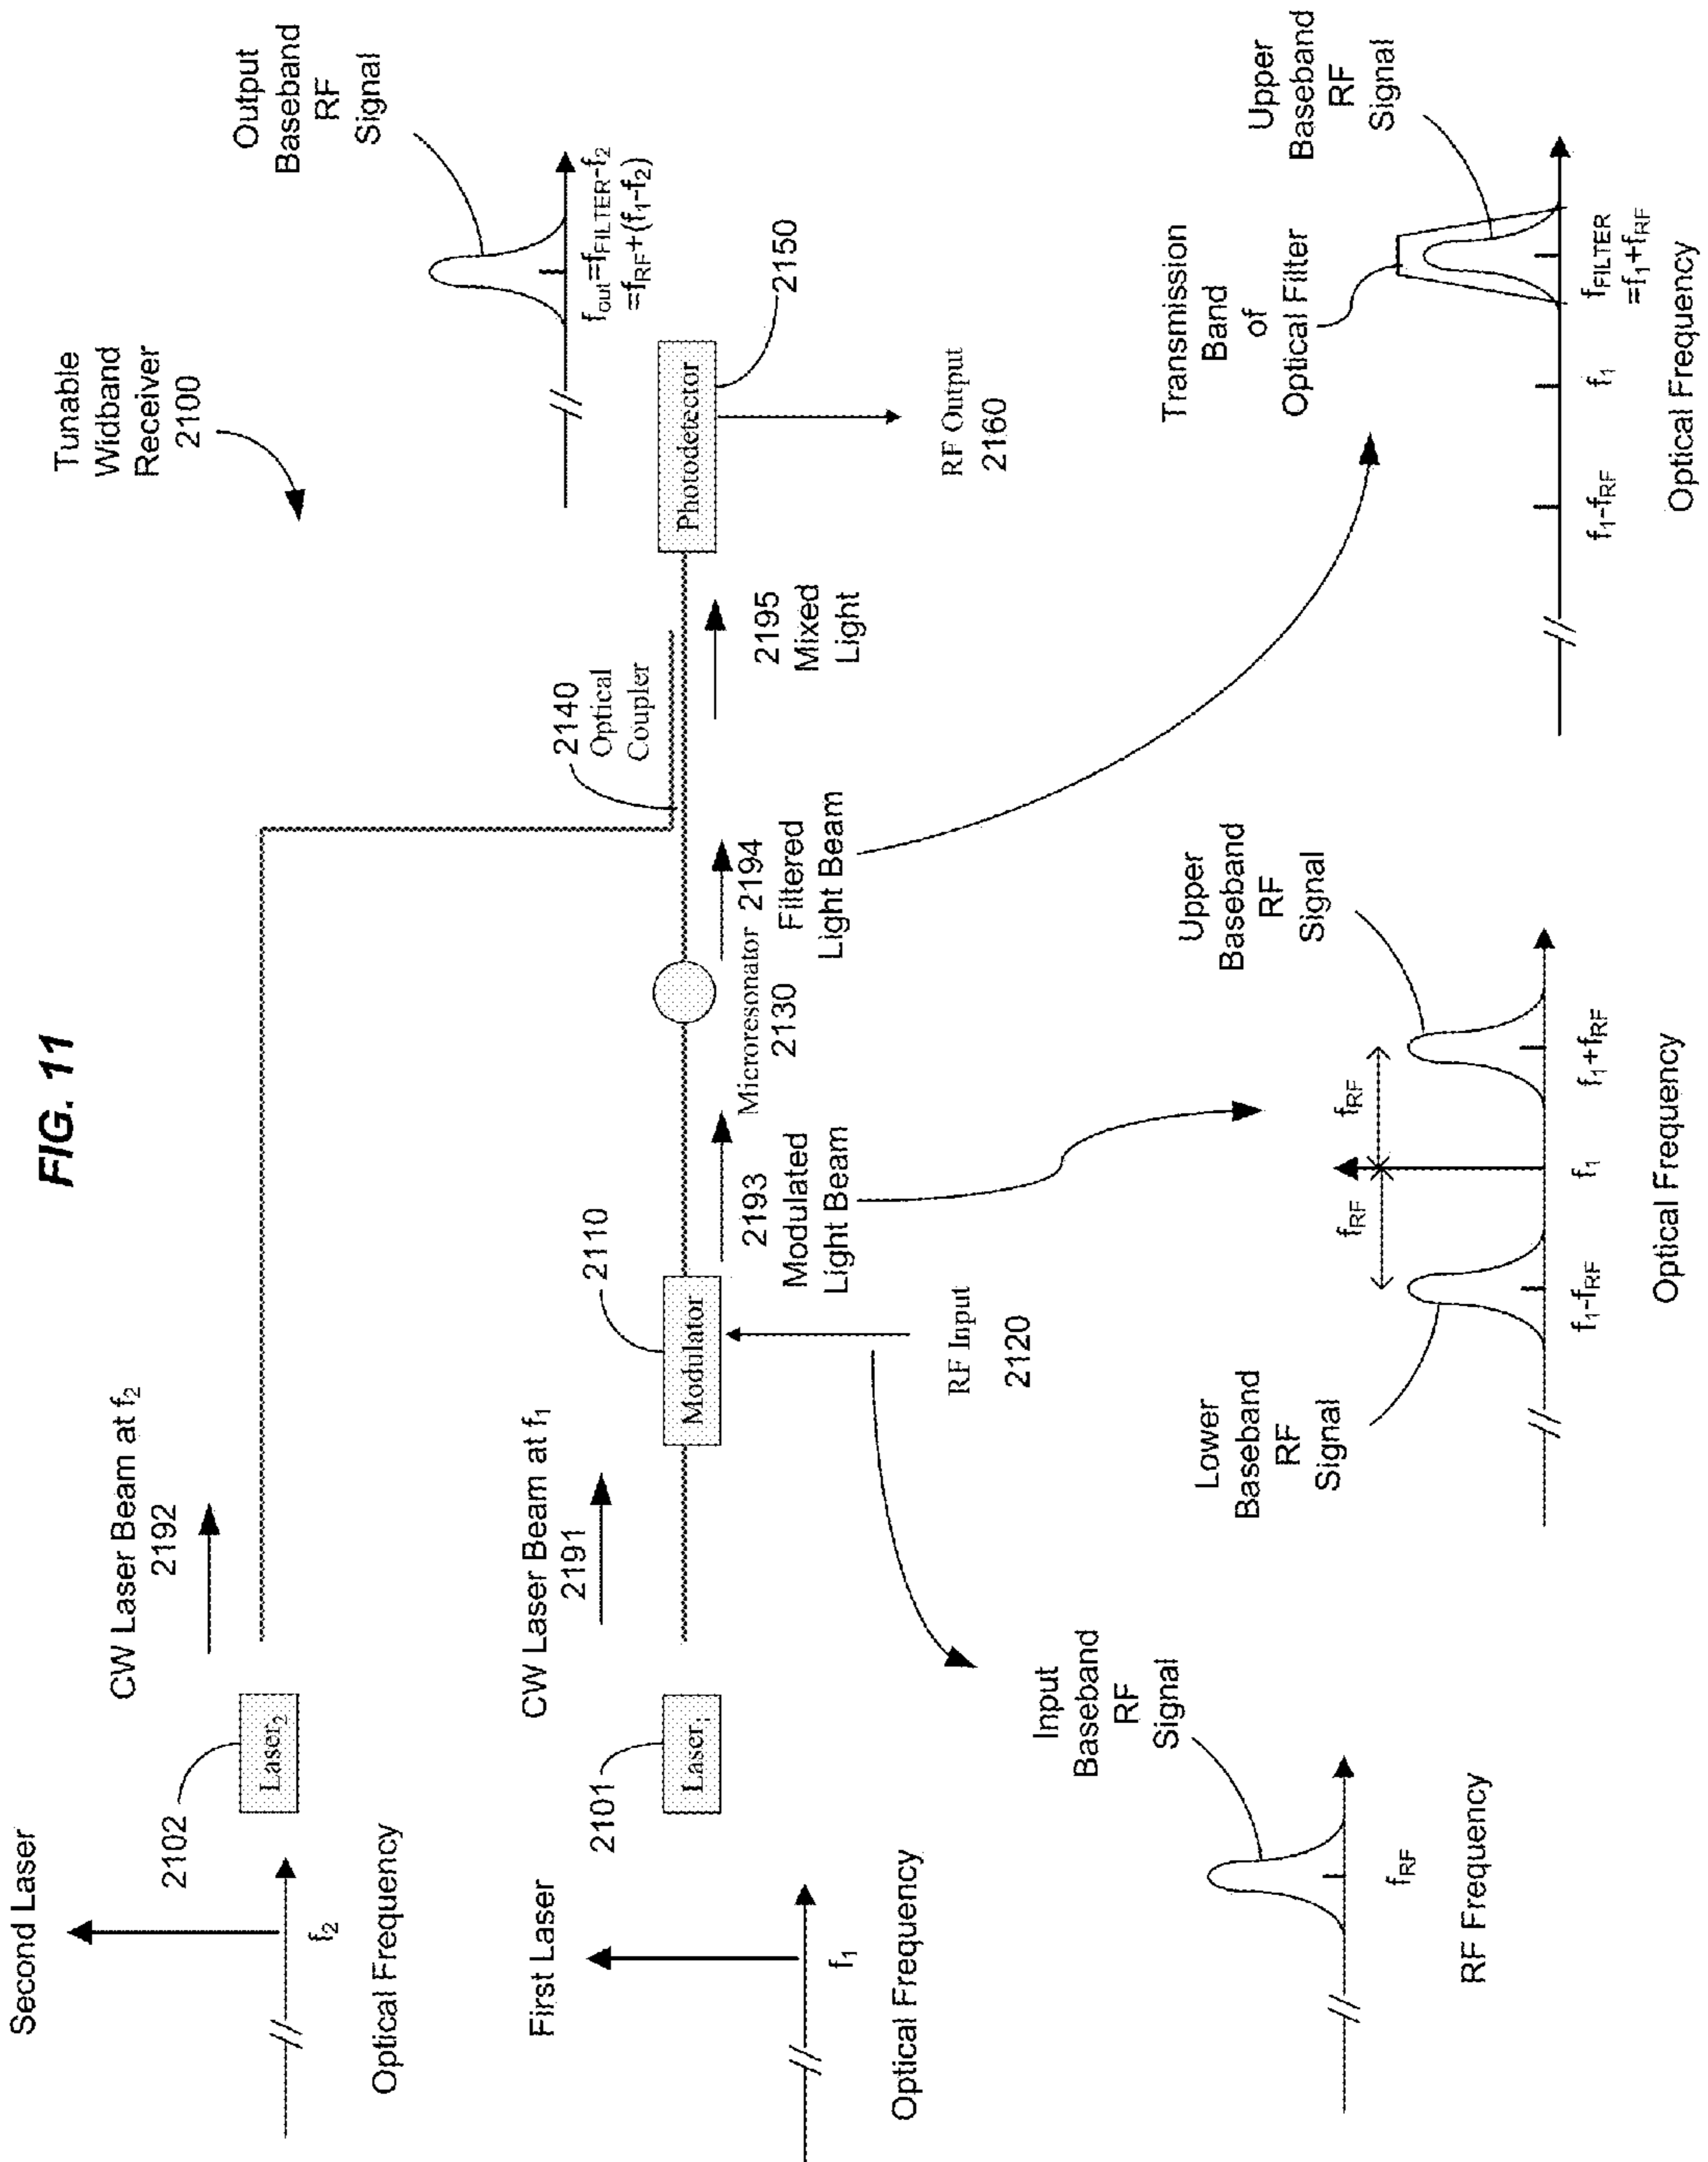 FIG. 11
Second Laser
f2
Optical Frequency
2102
Laser2
CW Laser Beam at f2
2192
Tunable
Widband
Receiver
2100
Output
Baseband
RF
Signal
fout=fFILTER-f2
=fRF+(f1-f2)
First Laser
f1
Optical Frequency
2101
Laser1
CW Laser Beam at f1
2191
2110
Modulator
2193
Modulated
Light Beam
Microresonator
2130
2194
Filtered
Light Beam
2140
Optical
Coupler
2195
Mixed
Light
Photodetector
2150
RF Output
2160
RF Input
2120
Input
Baseband
RF
Signal
fRF
RF Frequency
Lower
Baseband
RF
Signal
fRF
fRF
Upper
Baseband
RF
Signal
f1-fRF
f1
f1+fRF
Optical Frequency
Transmission
Band
of
Optical Filter
Upper
Baseband
RF
Signal
f1-fRF
f1
fFILTER
=f1+fRF
Optical Frequency